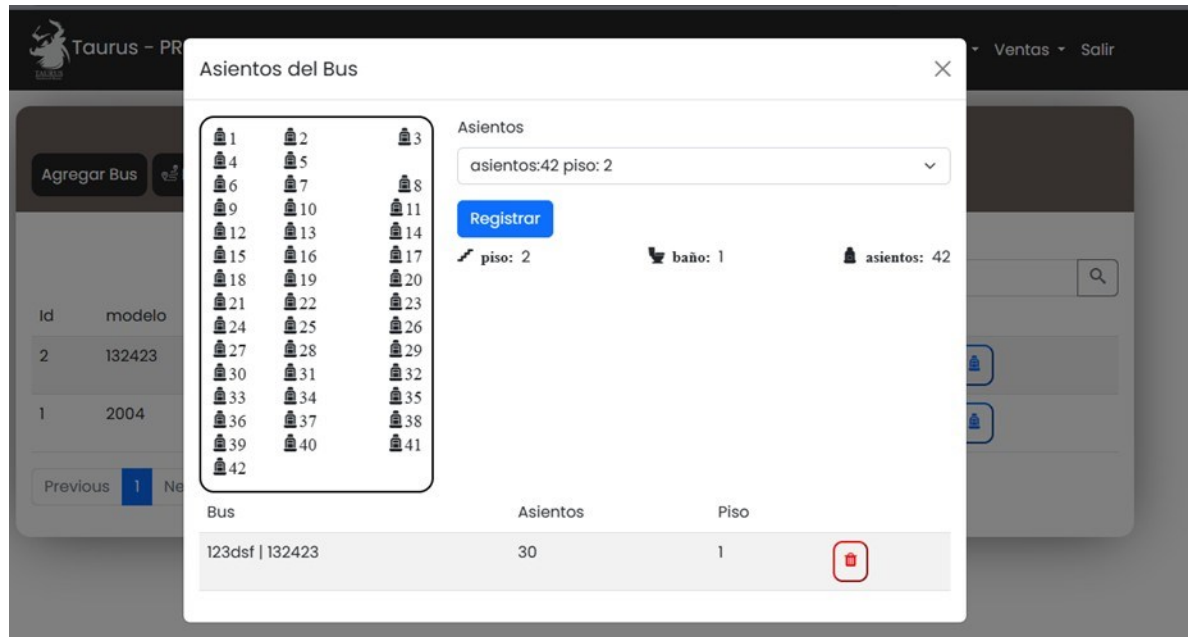 Taurus - PR
TAURUS
Ventas Salir
Asientos del Bus
Agregar Bus
1 2 3
4 5
6 7 8
9 10 11
12 13 14
15 16 17
18 19 20
21 22 23
24 25 26
27 28 29
30 31 32
33 34 35
36 37 38
39 40 41
42
Asientos
asientos:42 piso: 2
Registrar
piso: 2 baño: 1 asientos: 42
Id modelo
2 132423
1 2004
Previous 1 Ne
Bus Asientos Piso
123dsf | 132423 30 1